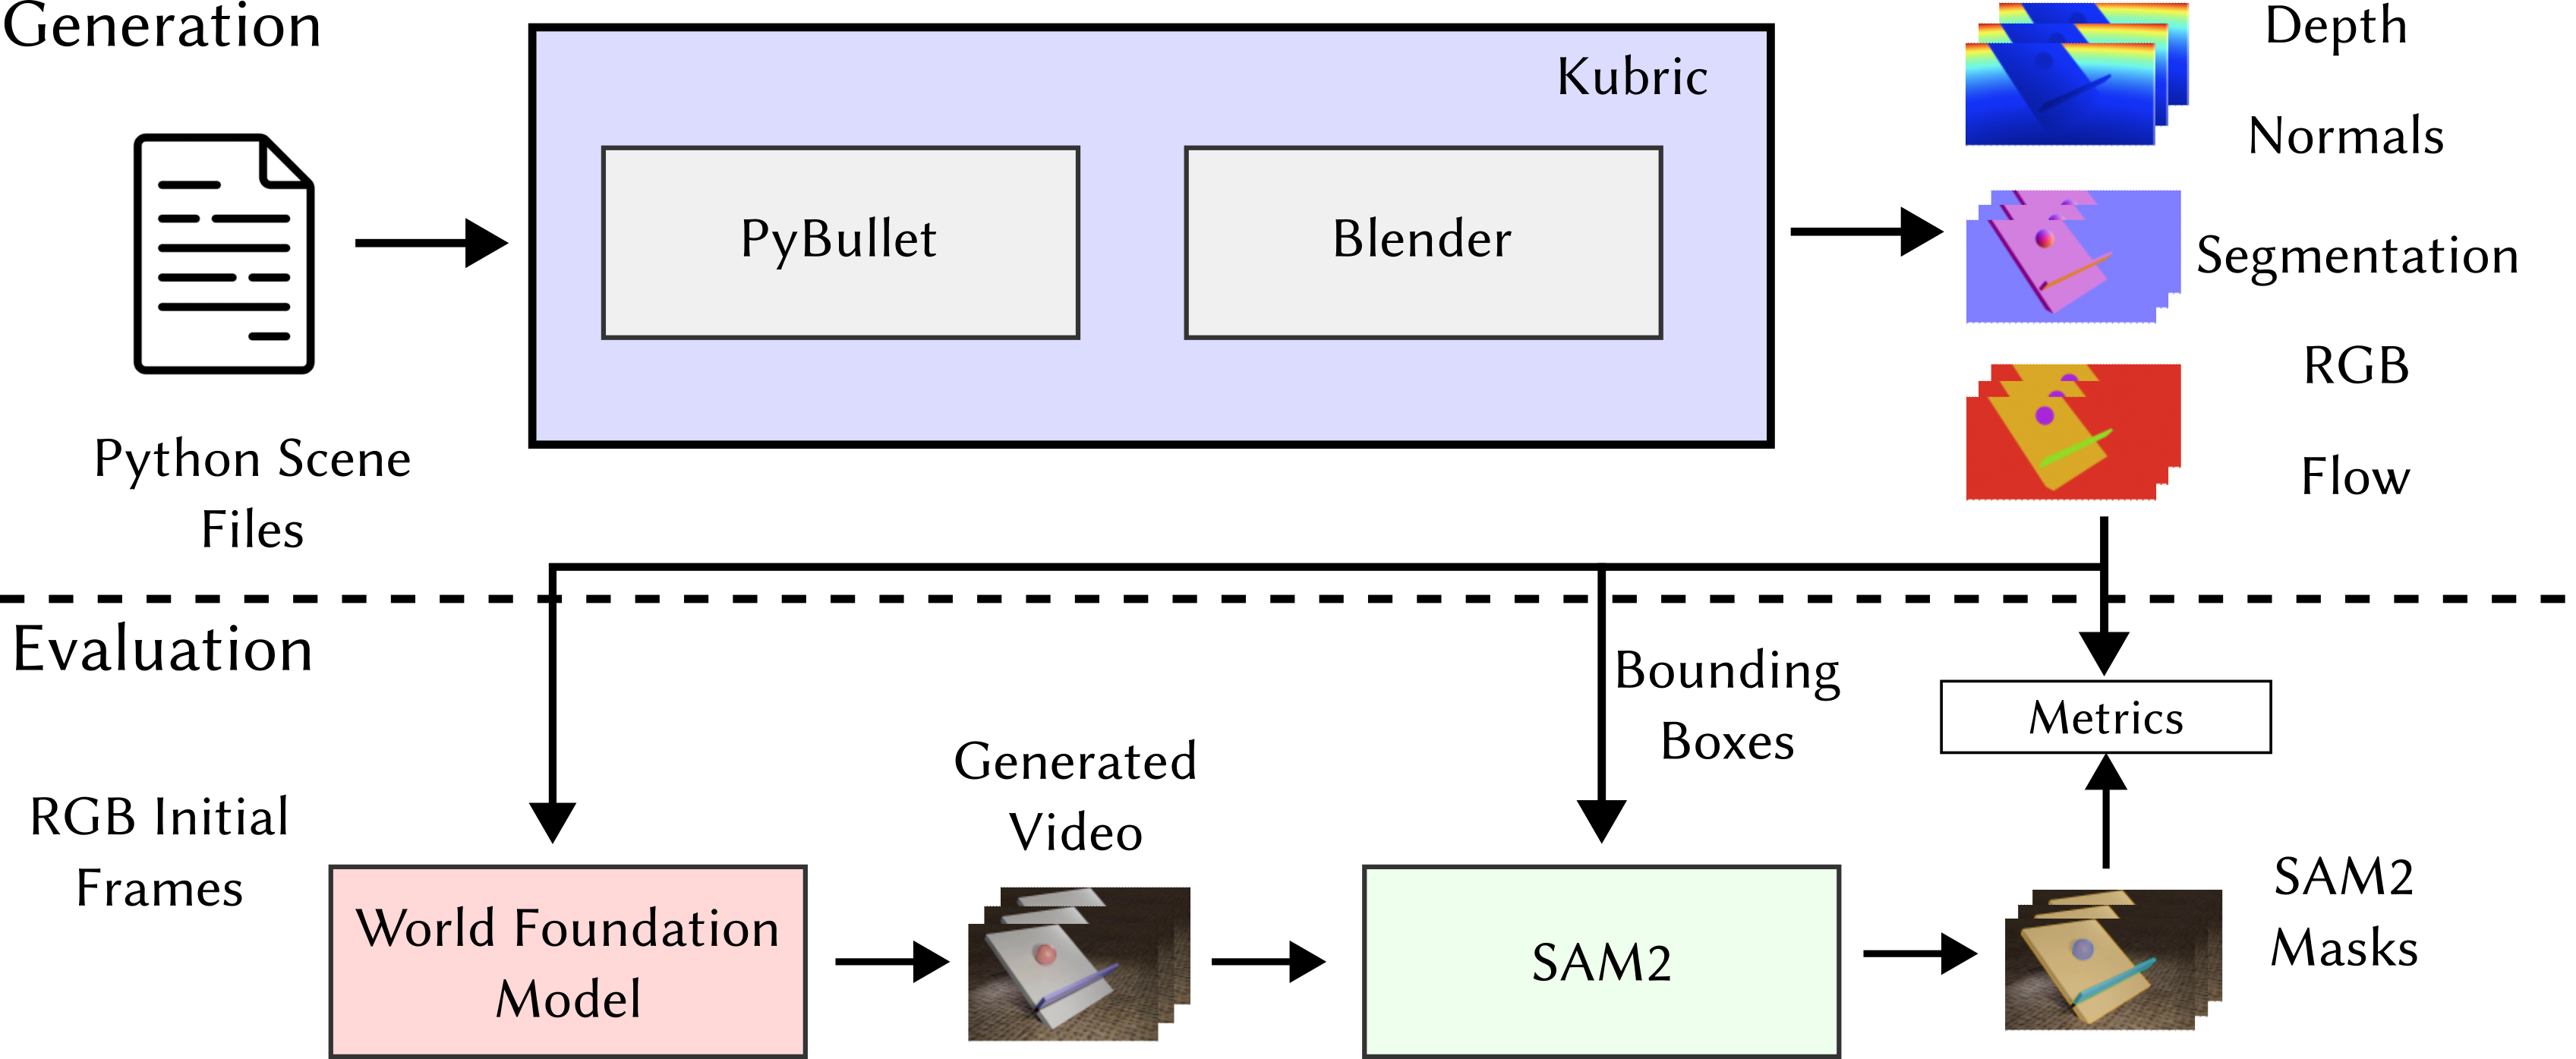 Generation
Kubric
PyBullet
Blender
Python Scene
Files
Depth
Normals
Segmentation
RGB
Flow
Evaluation
RGB Initial
Frames
World Foundation
Model
Generated
Video
Bounding
Boxes
SAM2
Metrics
SAM2
Masks